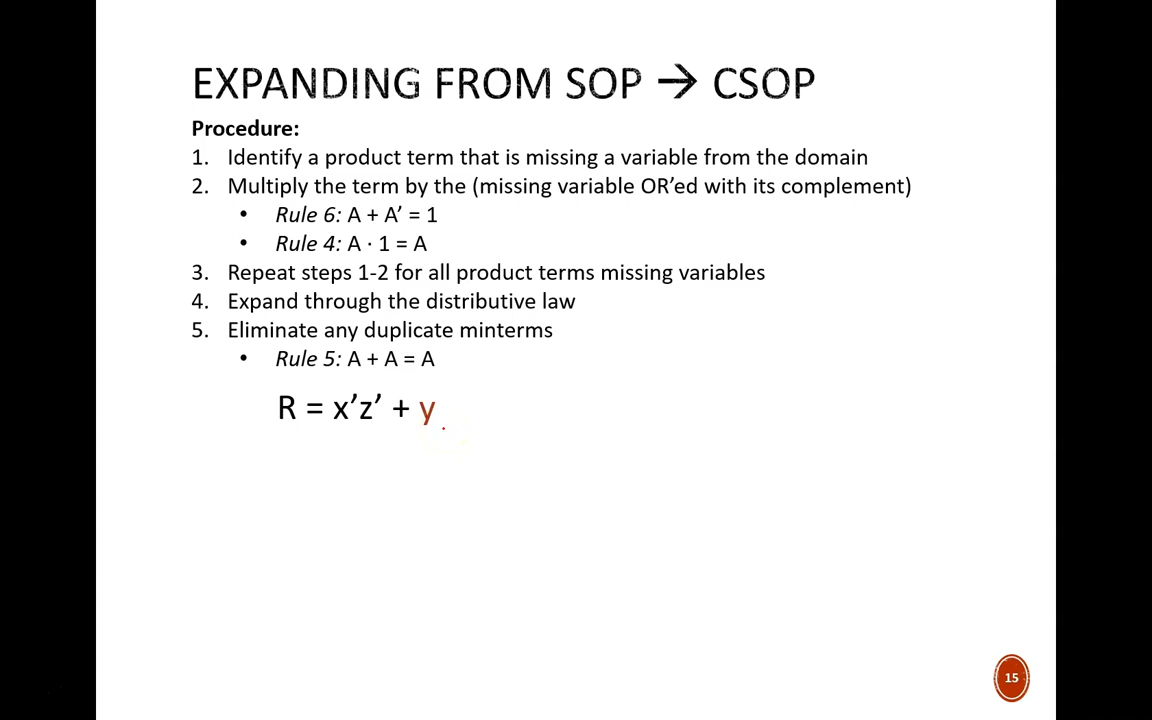 EXPANDING FROM SOP → CSOP
Procedure:
1. Identify a product term that is missing a variable from the domain
2. Multiply the term by the (missing variable OR’ed with its complement)
• Rule 6: A + A’ = 1
• Rule 4: A · 1 = A
3. Repeat steps 1-2 for all product terms missing variables
4. Expand through the distributive law
5. Eliminate any duplicate minterms
• Rule 5: A + A = A
R = x’z’ + y
15